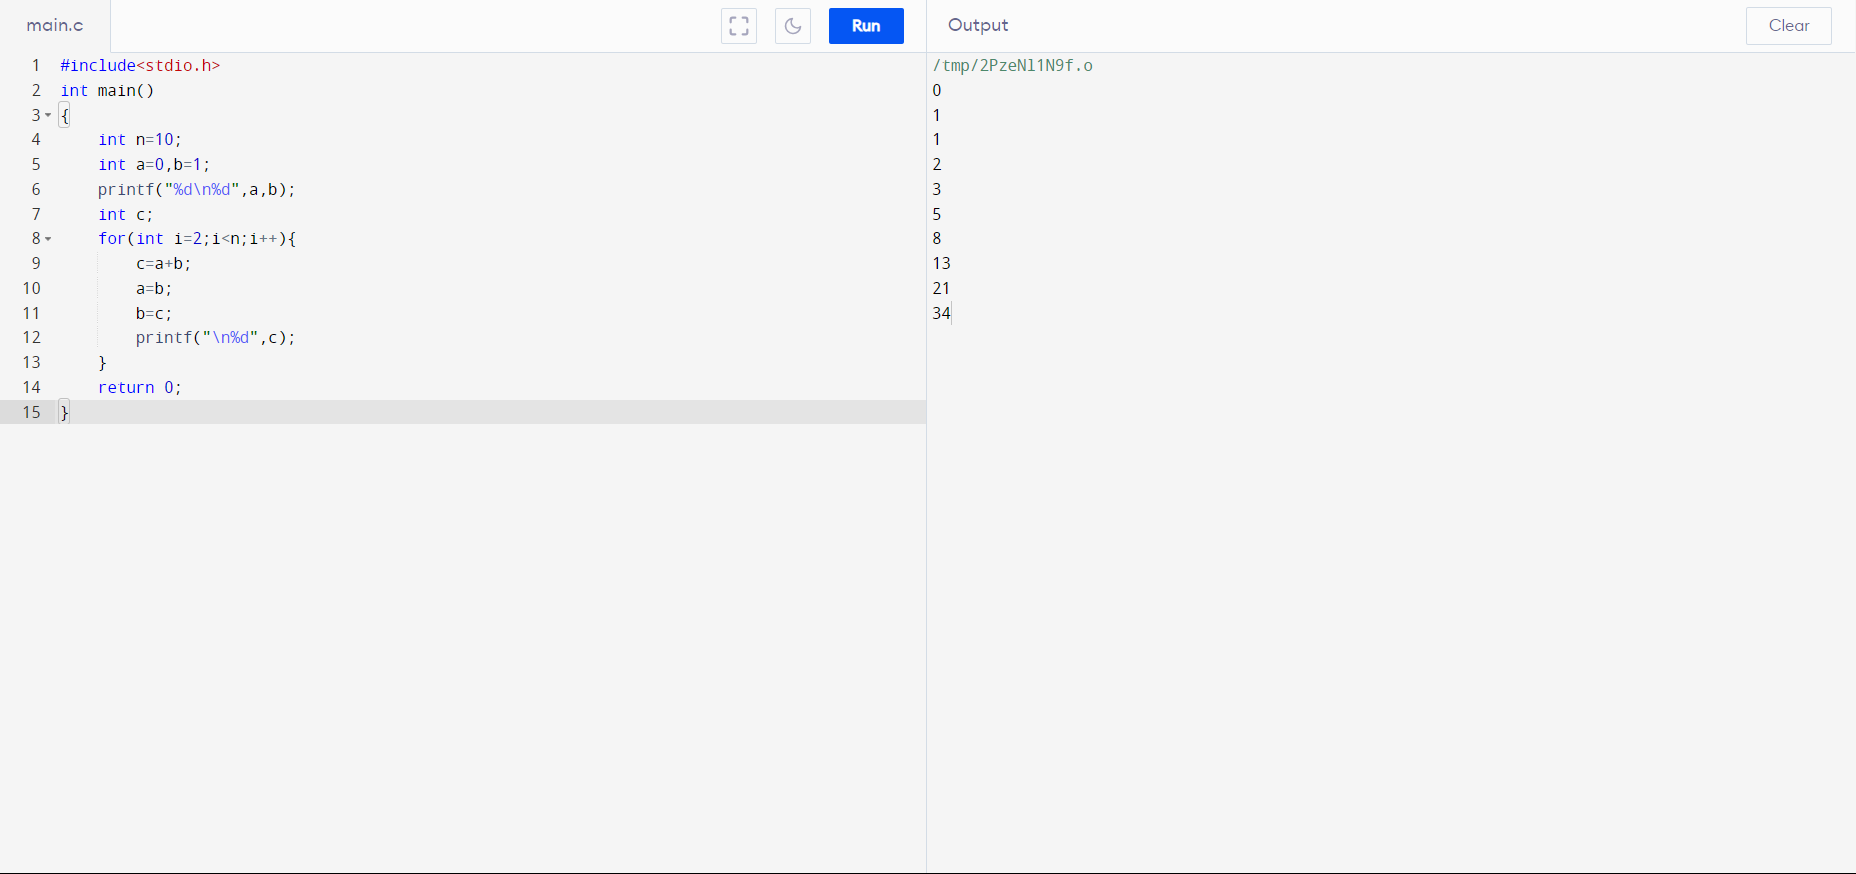 main.c
Run
Output
Clear
1 #include<stdio.h>
2 int main()
3 {
4     int n=10;
5     int a=0,b=1;
6     printf("%d\n%d",a,b);
7     int c;
8     for(int i=2;i<n;i++){
9         c=a+b;
10         a=b;
11         b=c;
12         printf("\n%d",c);
13     }
14     return 0;
15 }
/tmp/2PzeNl1N9f.o
0
1
1
2
3
5
8
13
21
34